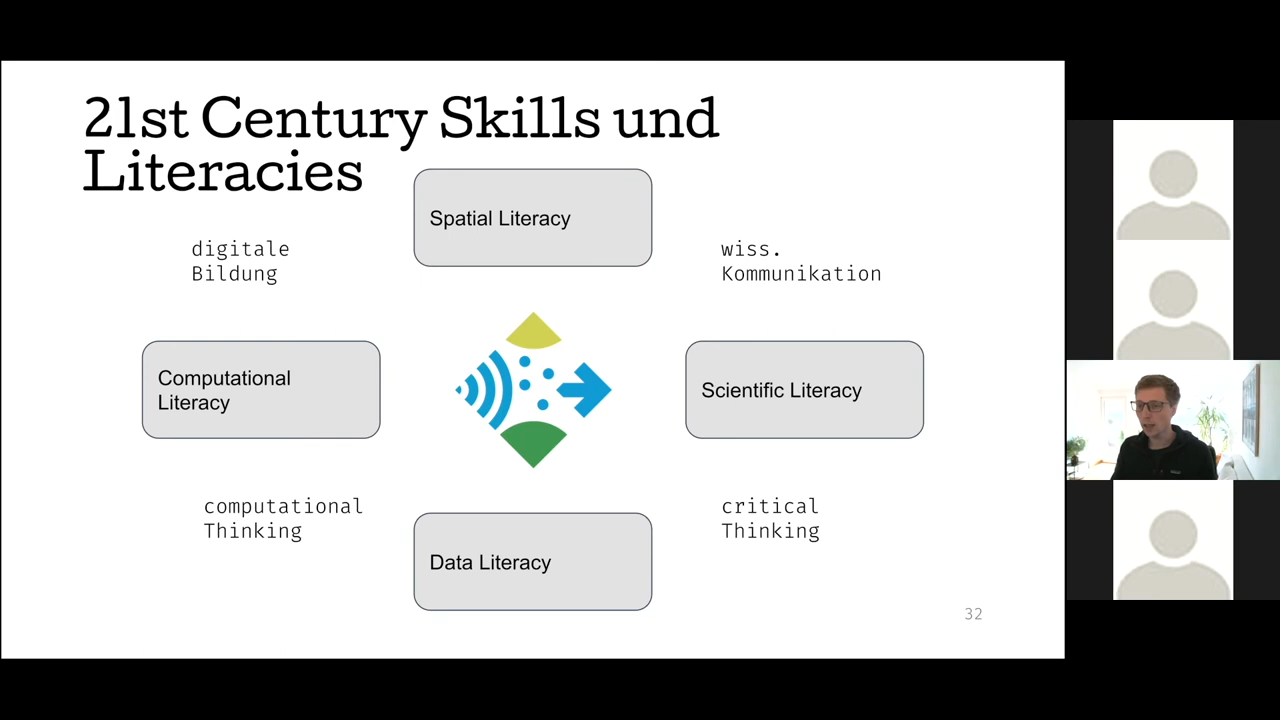 21st Century Skills und
Literacies
Spatial Literacy
digitale
Bildung
wiss.
Kommunikation
Computational
Literacy
Scientific Literacy
computational
Thinking
critical
Thinking
Data Literacy
32